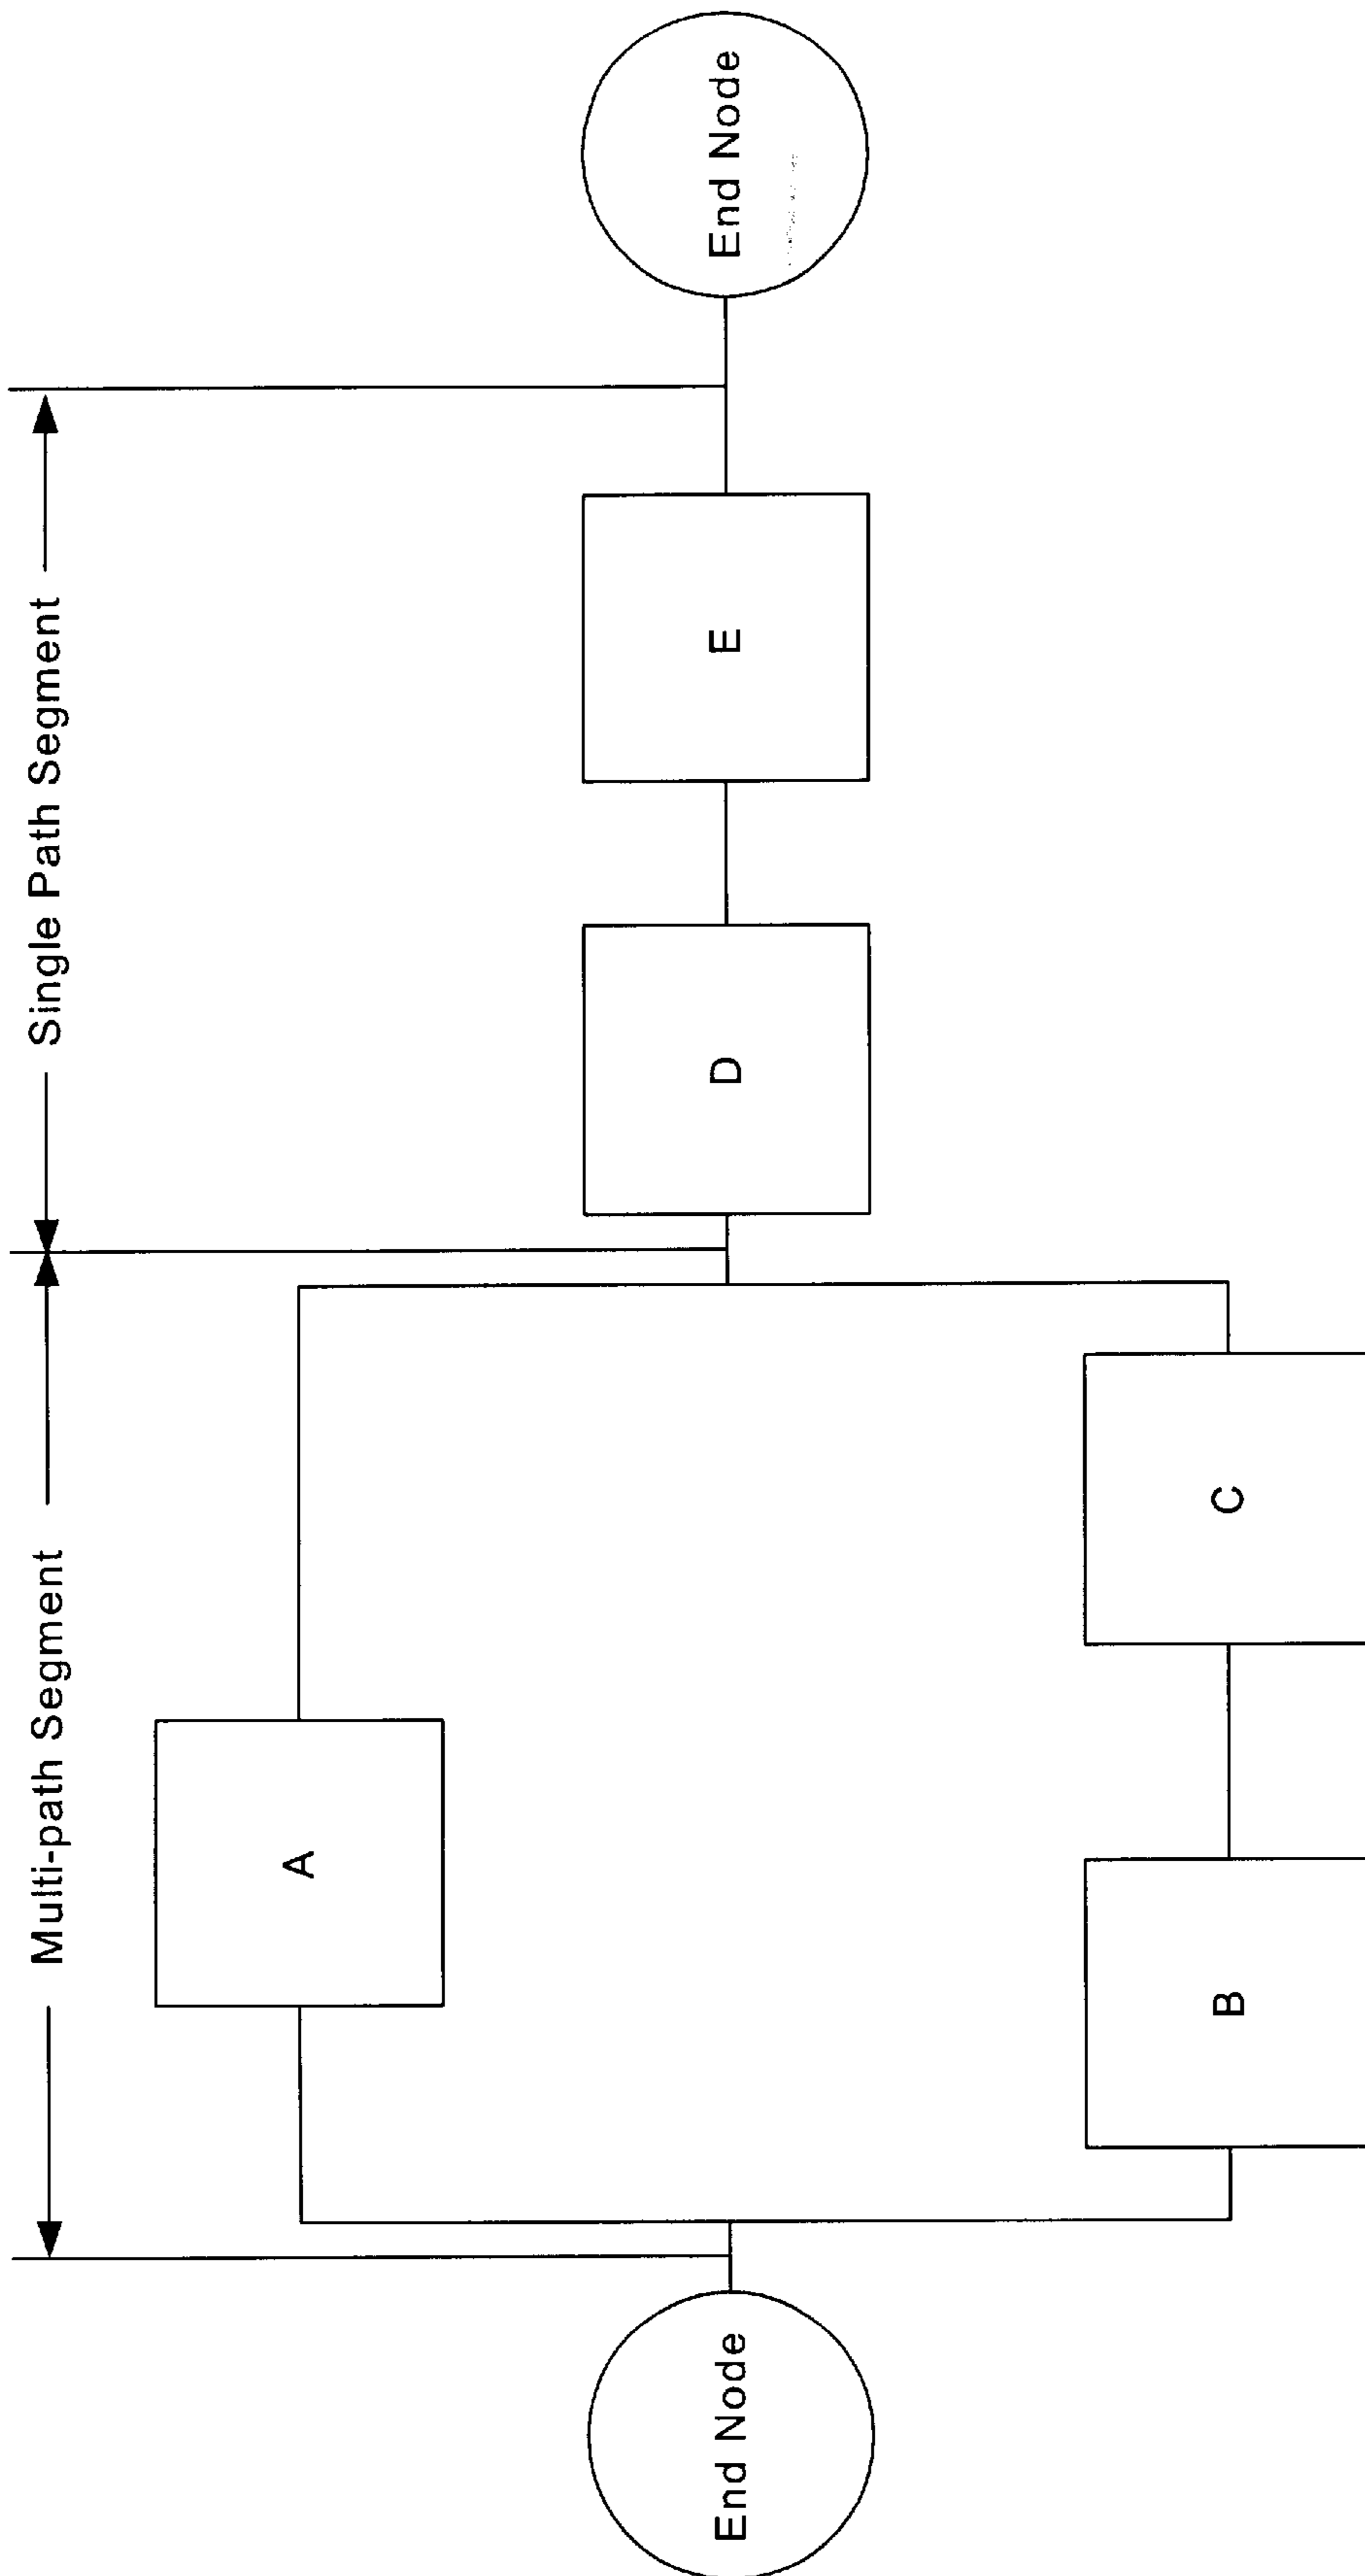 Multi-path Segment
Single Path Segment
A
End Node
D
E
End Node
B
C